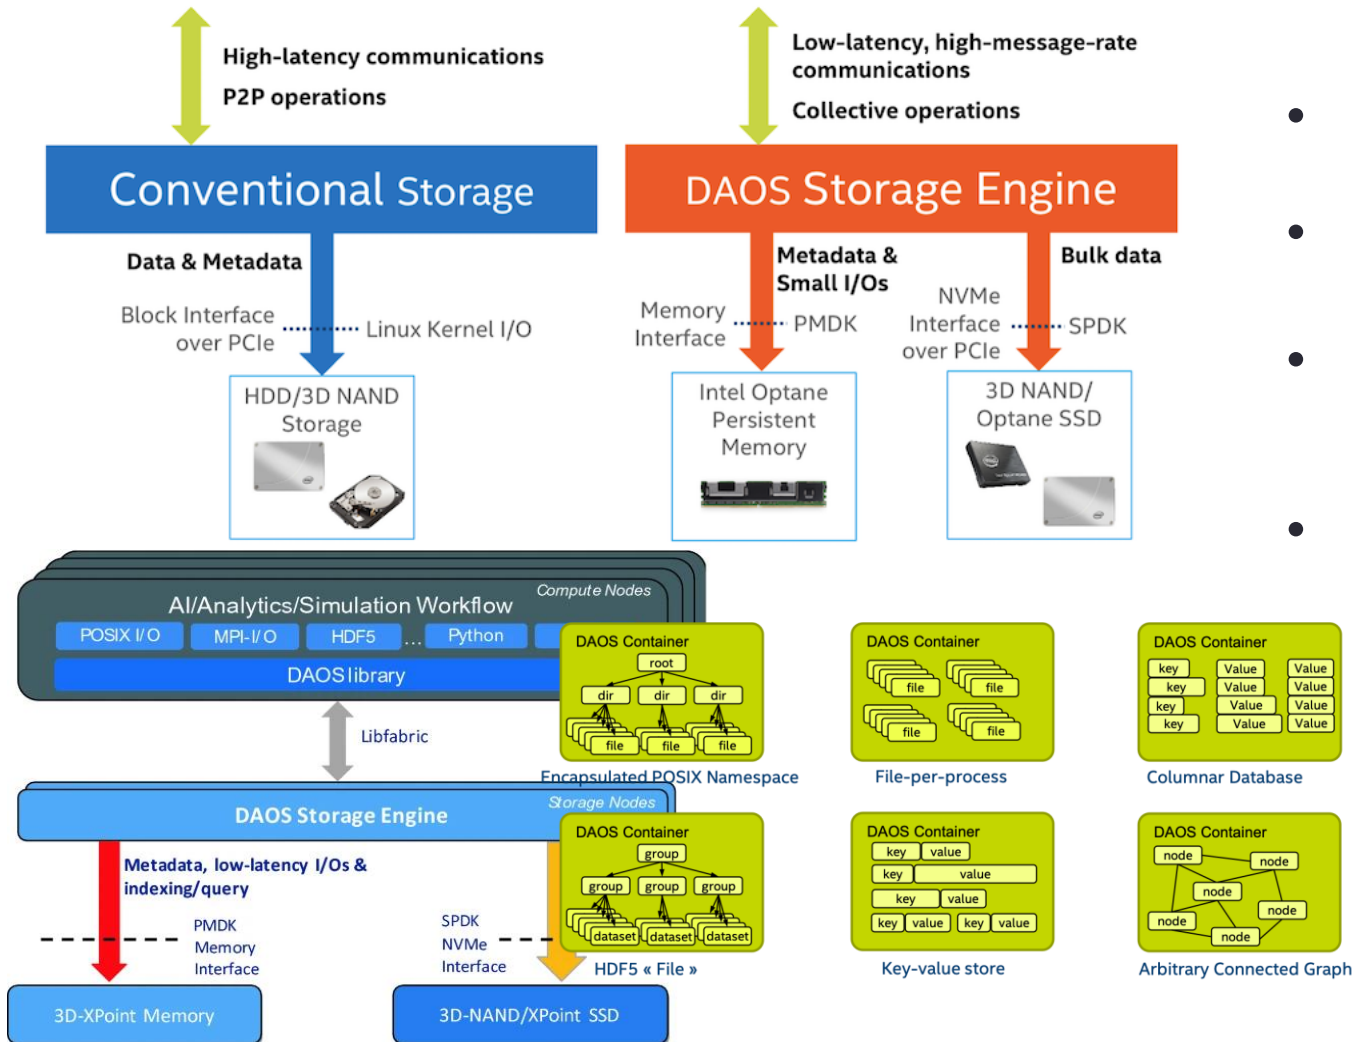 High-latency communications
P2P operations
Low-latency, high-message-rate
communications
Collective operations
Conventional Storage
DAOS Storage Engine
Data & Metadata
Block Interface
over PCIe
Linux Kernel I/O
HDD/3D NAND
Storage
Metadata &
Small I/Os
Memory
Interface
PMDK
Intel Optane
Persistent
Memory
Bulk data
NVMe
Interface
over PCIe
SPDK
3D NAND/
Optane SSD
Compute Nodes
AI/Analytics/Simulation Workflow
POSIX I/O
MPI-I/O
HDF5
...
Python
DAOS library
Libfabric
Storage Nodes
DAOS Storage Engine
Metadata, low-latency I/Os &
indexing/query
PMDK
Memory
Interface
SPDK
NVMe
Interface
3D-XPoint Memory
3D-NAND/XPoint SSD
DAOS Container
root
dir dir dir
file file file
Encapsulated POSIX Namespace
DAOS Container
file file
file file
File-per-process
DAOS Container
key Value Value
key Value Value
key Value Value
key Value Value
Columnar Database
DAOS Container
group
group group group
dataset dataset dataset
HDF5 « File »
DAOS Container
key value
key value
key value
key value key value
Key-value store
DAOS Container
node
node
node
node
node
node
Arbitrary Connected Graph